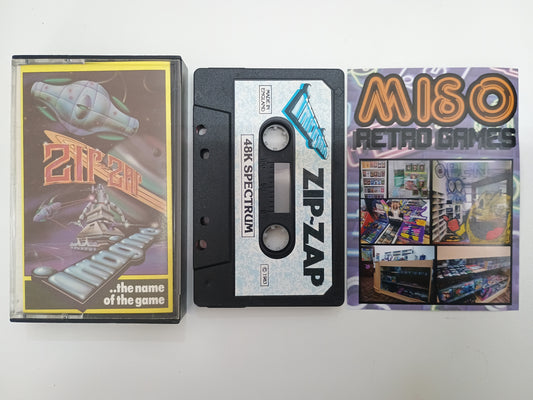 ZIP-ZAP
Imagine
...the name
of the game
MADE IN
ENGLAND
Imagine
ZIP-ZAP
48K SPECTRUM
© 1983
MISO
RETRO GAMES